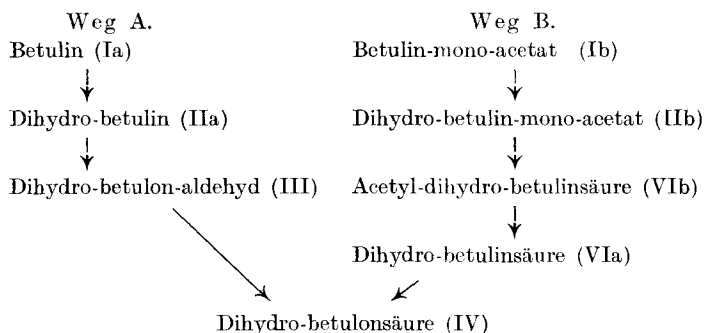 Weg A. Weg B.
Betulin (Ia) Betulin-mono-acetat (Ib)
Dihydro-betulin (IIa) Dihydro-betulin-mono-acetat (IIb)
Dihydro-betulon-aldehyd (III) Acetyl-dihydro-betulinsäure (VIb)
Dihydro-betulinsäure (VIa)
Dihydro-betulonsäure (IV)